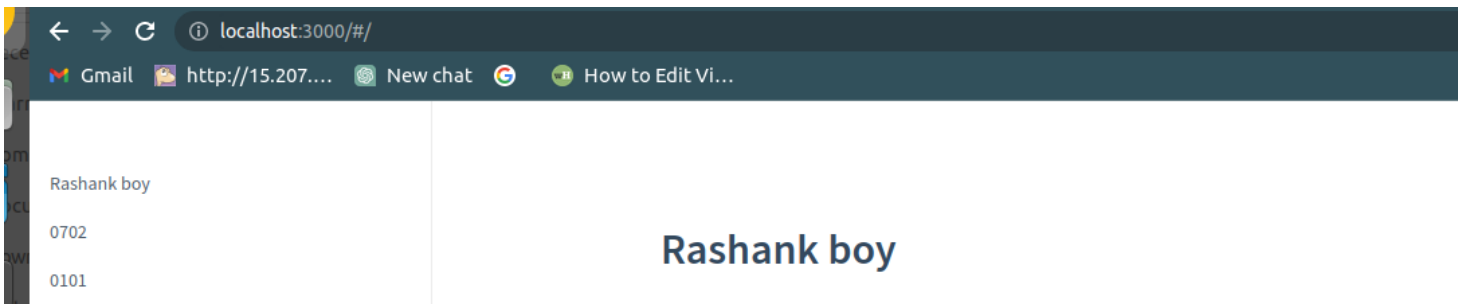 localhost:3000/#/
Gmail http://15.207.... New chat How to Edit Vi...
Rashank boy
0702
0101
Rashank boy